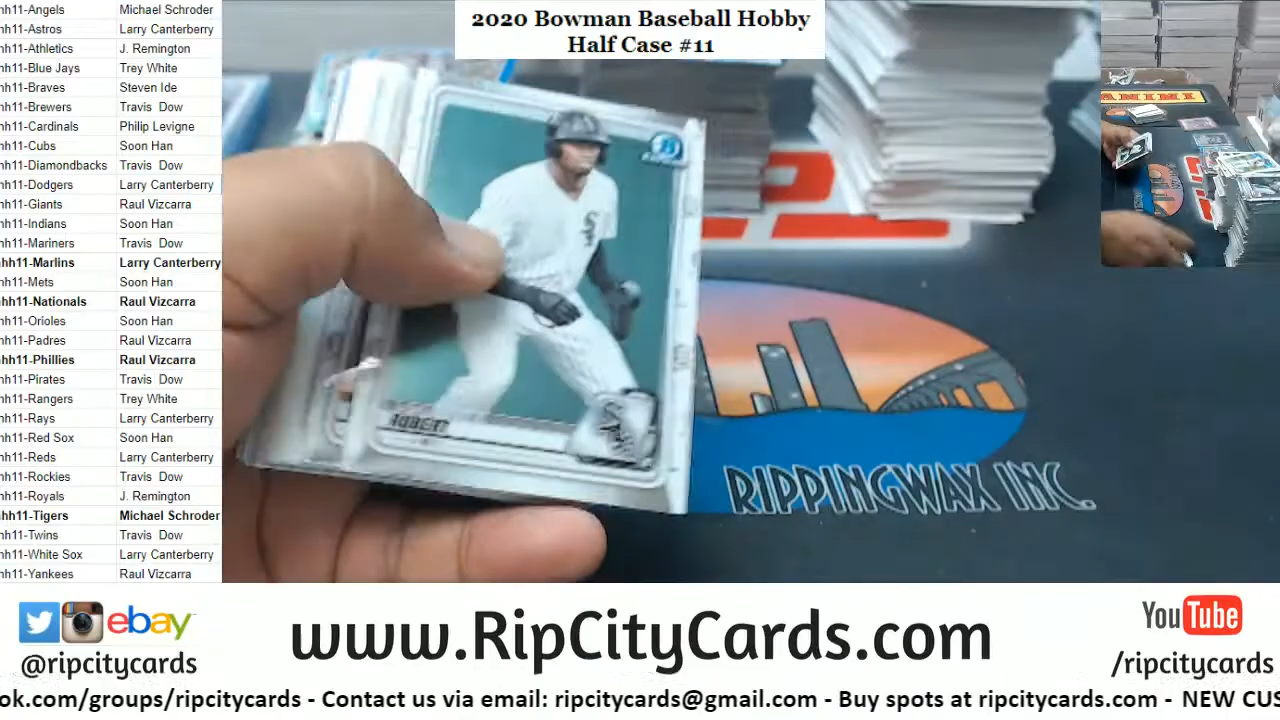 2020 Bowman Baseball Hobby
Half Case #11
hh11-Angels Michael Schroder
hh11-Astros Larry Canterberry
hh11-Athletics J. Remington
hh11-Blue Jays Trey White
hh11-Braves Steven Ide
hh11-Brewers Travis Dow
hh11-Cardinals Philip Levigne
hh11-Cubs Soon Han
hh11-Diamondbacks Travis Dow
hh11-Dodgers Larry Canterberry
hh11-Giants Raul Vizcarra
hh11-Indians Soon Han
hh11-Mariners Travis Dow
hh11-Marlins Larry Canterberry
hh11-Mets Soon Han
hh11-Nationals Raul Vizcarra
hh11-Orioles Soon Han
hh11-Padres Raul Vizcarra
hh11-Phillies Raul Vizcarra
hh11-Pirates Travis Dow
hh11-Rangers Trey White
hh11-Rays Larry Canterberry
hh11-Red Sox Soon Han
hh11-Reds Larry Canterberry
hh11-Rockies Travis Dow
hh11-Royals J. Remington
hh11-Tigers Michael Schroder
hh11-Twins Travis Dow
hh11-White Sox Larry Canterberry
hh11-Yankees Raul Vizcarra
PANINI
ROBERT
RIPPINGWAX INC.
ebay
@ripcitycards
www.RipCityCards.com
YouTube
/ripcitycards
ok.com/groups/ripcitycards - Contact us via email: ripcitycards@gmail.com - Buy spots at ripcitycards.com - NEW CUS